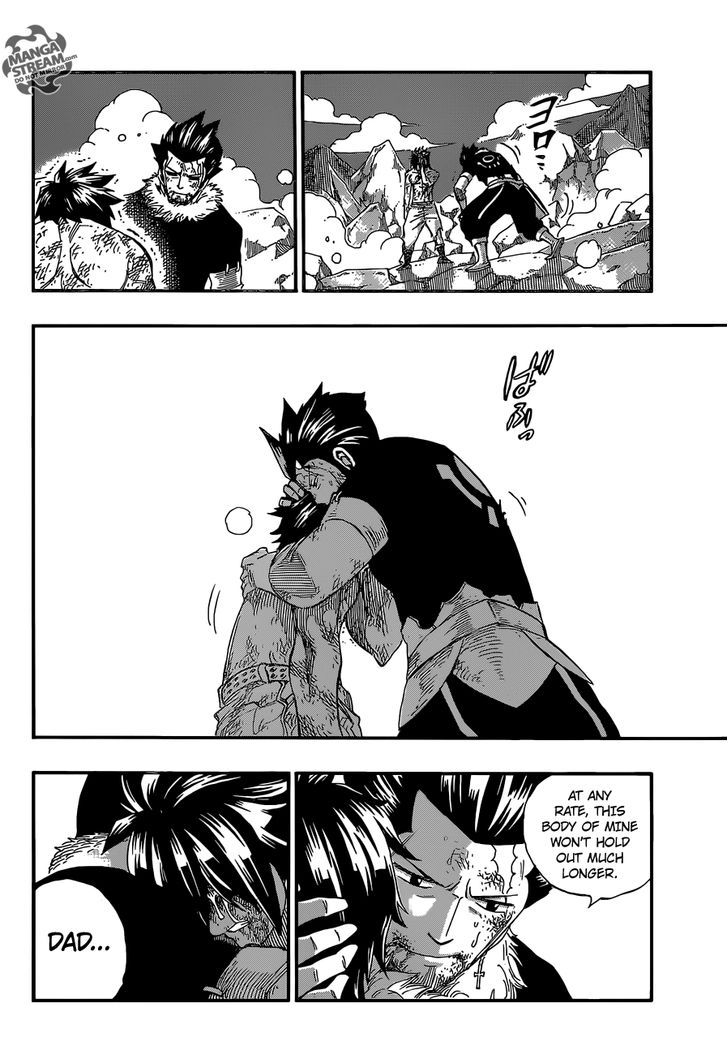 MANGA
STREAM.com
DO NOT MIRROR
ヨロ
ばふっ
AT ANY
RATE, THIS
BODY OF MINE
WON'T HOLD
OUT MUCH
LONGER.
DAD...